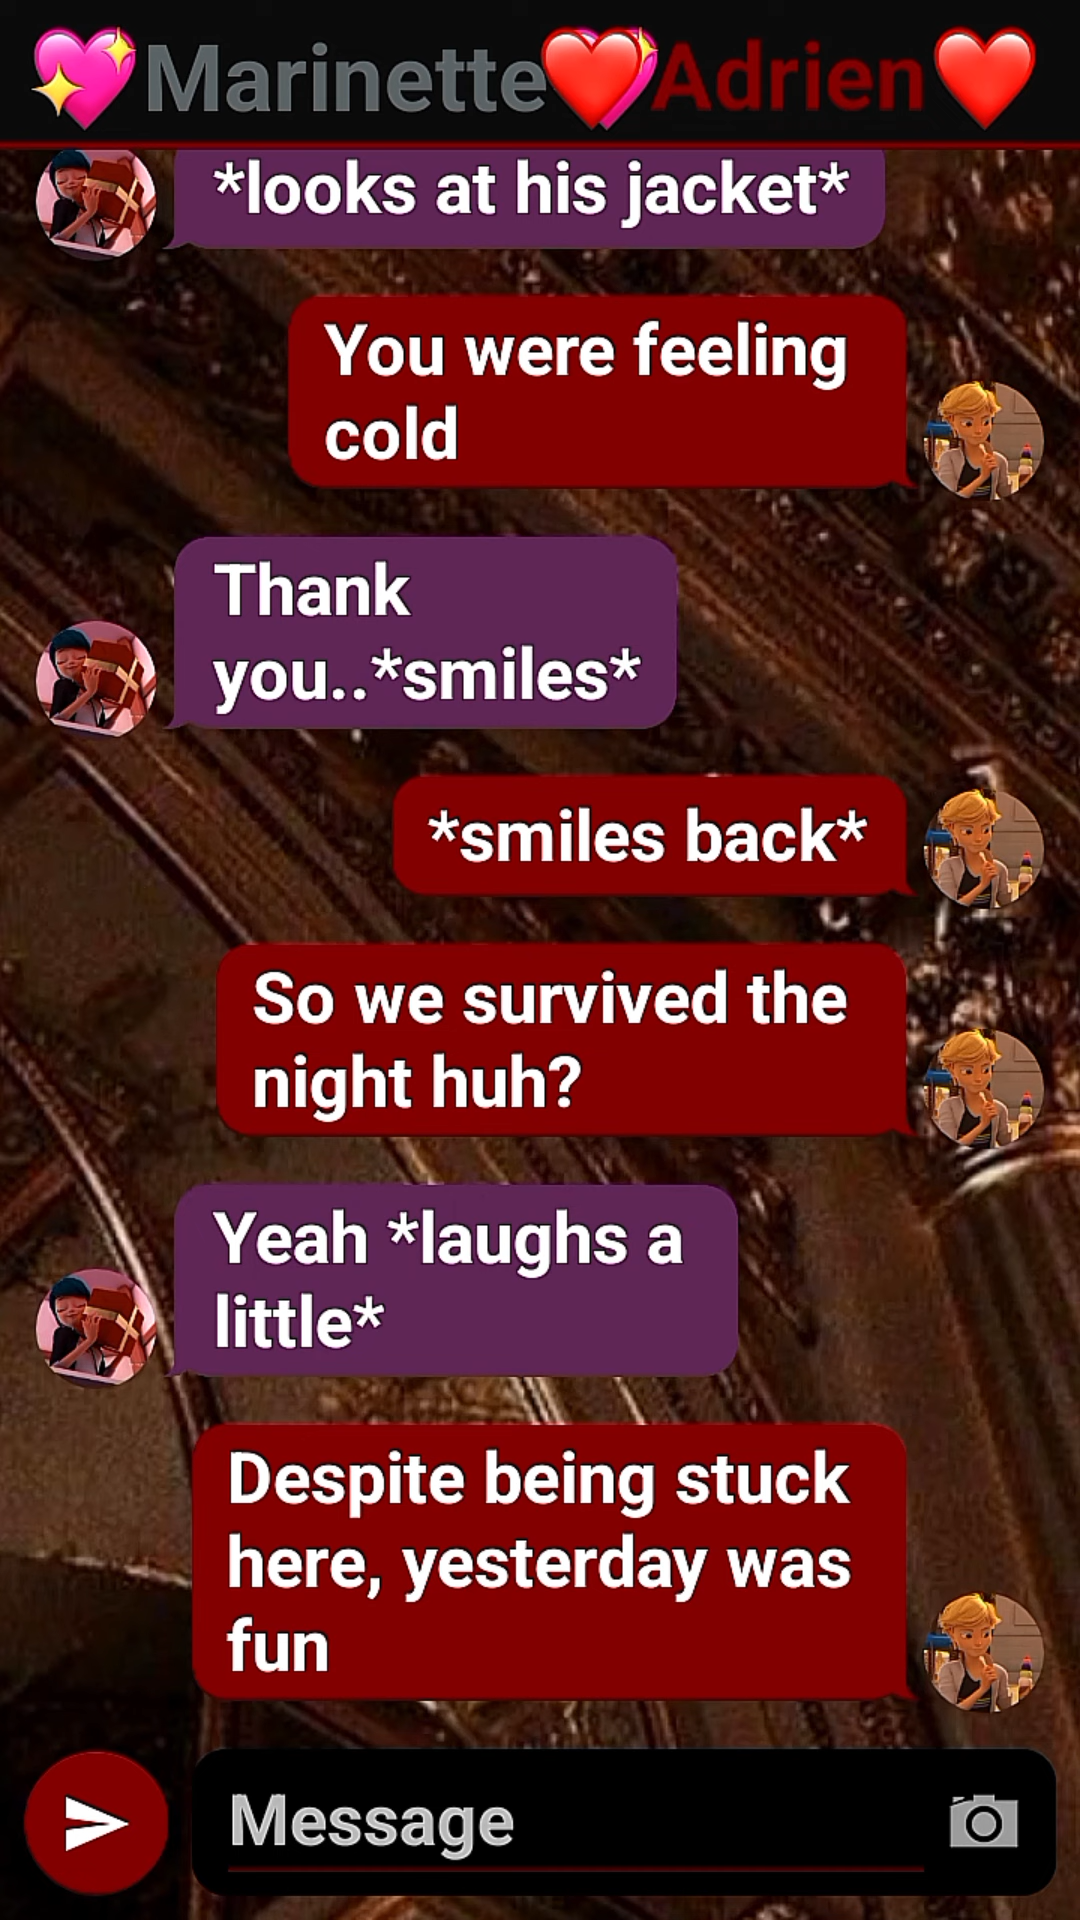 💖Marinette❤️💖Adrien❤️
*looks at his jacket*
You were feeling
cold
Thank
you..*smiles*
*smiles back*
So we survived the
night huh?
Yeah *laughs a
little*
Despite being stuck
here, yesterday was
fun
Message